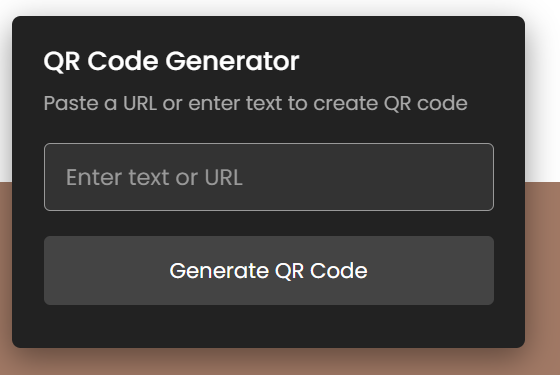 QR Code Generator
Paste a URL or enter text to create QR code
Enter text or URL
Generate QR Code